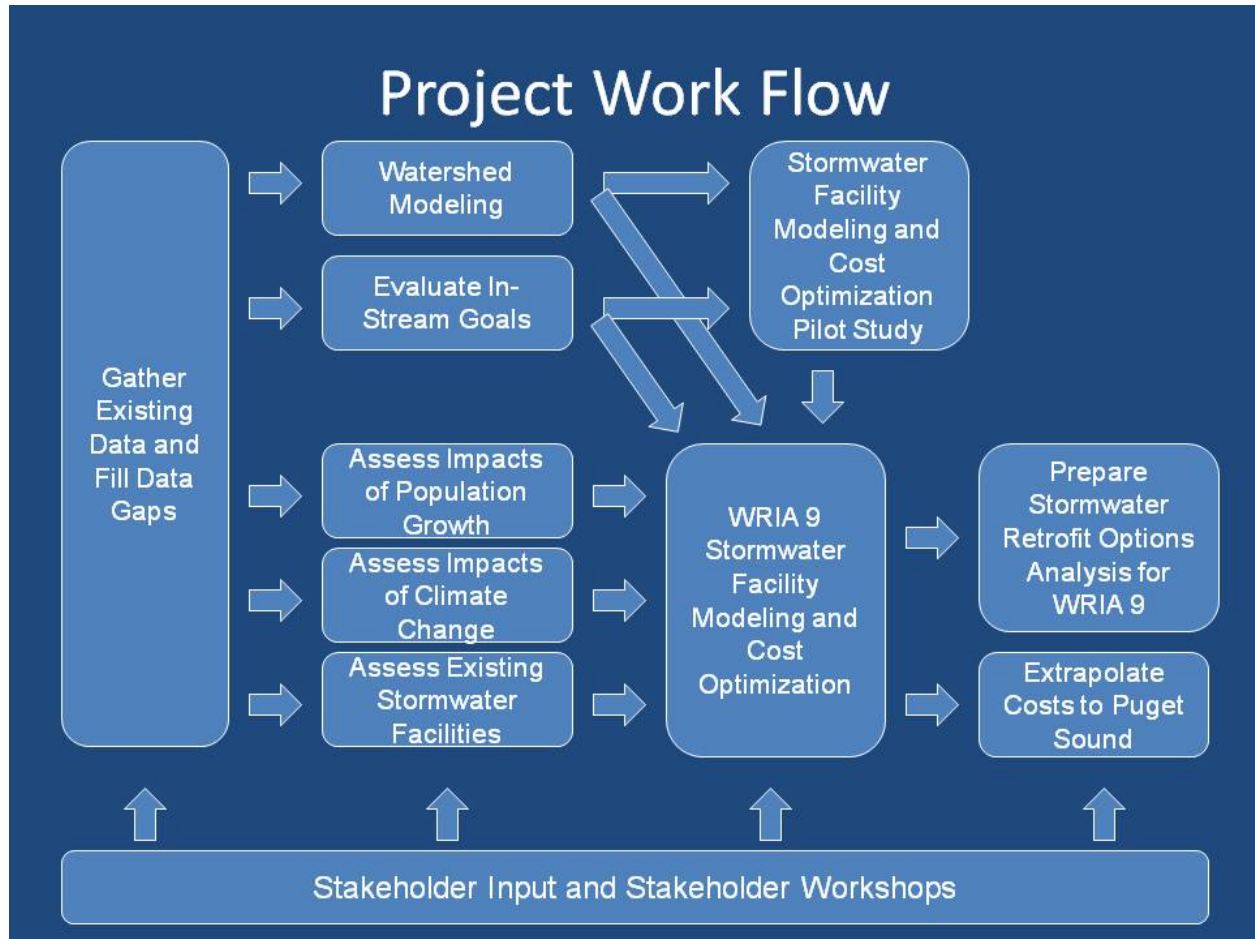 Project Work Flow
Gather
Existing
Data and
Fill Data
Gaps
Watershed
Modeling
Evaluate In-
Stream Goals
Assess Impacts
of Population
Growth
Assess Impacts
of Climate
Change
Assess Existing
Stormwater
Facilities
Stormwater
Facility
Modeling and
Cost
Optimization
Pilot Study
WRIA 9
Stormwater
Facility
Modeling and
Cost
Optimization
Prepare
Stormwater
Retrofit Options
Analysis for
WRIA 9
Extrapolate
Costs to Puget
Sound
Stakeholder Input and Stakeholder Workshops